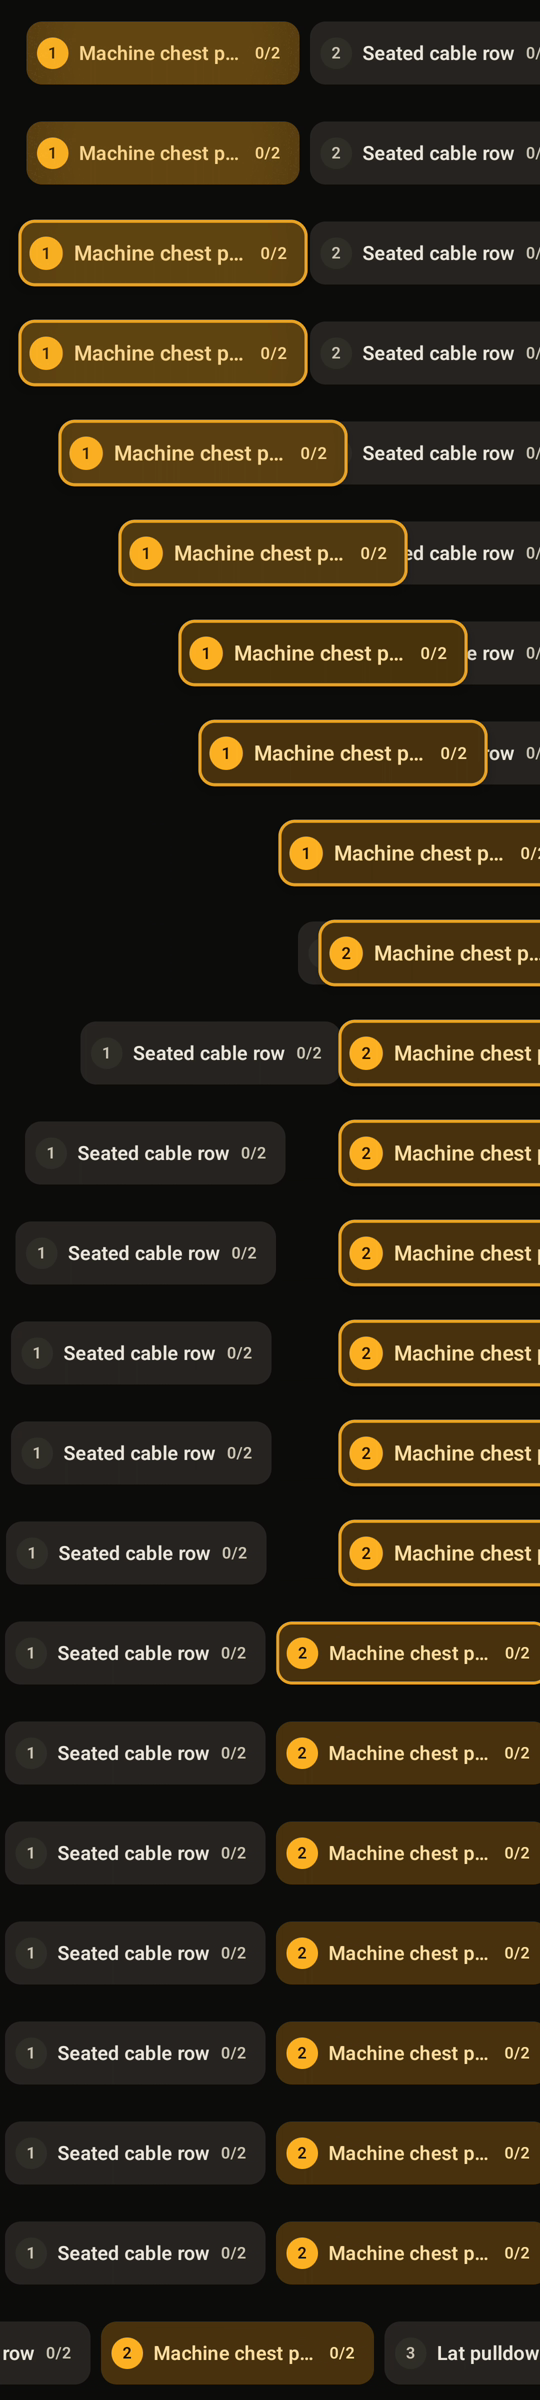 1 Machine chest p... 0/2 2 Seated cable row 0/
1 Machine chest p... 0/2 2 Seated cable row 0/
1 Machine chest p... 0/2 2 Seated cable row 0/
1 Machine chest p... 0/2 2 Seated cable row 0/
1 Machine chest p... 0/2 Seated cable row 0/
1 Machine chest p... 0/2 ed cable row 0/
1 Machine chest p... 0/2 e row 0/
1 Machine chest p... 0/2 row 0/
1 Machine chest p... 0/2
2 Machine chest p...
1 Seated cable row 0/2 2 Machine chest p
1 Seated cable row 0/2 2 Machine chest p
1 Seated cable row 0/2 2 Machine chest p
1 Seated cable row 0/2 2 Machine chest p
1 Seated cable row 0/2 2 Machine chest p
1 Seated cable row 0/2 2 Machine chest p
1 Seated cable row 0/2 2 Machine chest p... 0/2
1 Seated cable row 0/2 2 Machine chest p... 0/2
1 Seated cable row 0/2 2 Machine chest p... 0/2
1 Seated cable row 0/2 2 Machine chest p... 0/2
1 Seated cable row 0/2 2 Machine chest p... 0/2
1 Seated cable row 0/2 2 Machine chest p... 0/2
1 Seated cable row 0/2 2 Machine chest p... 0/2
row 0/2 2 Machine chest p... 0/2 3 Lat pulldow